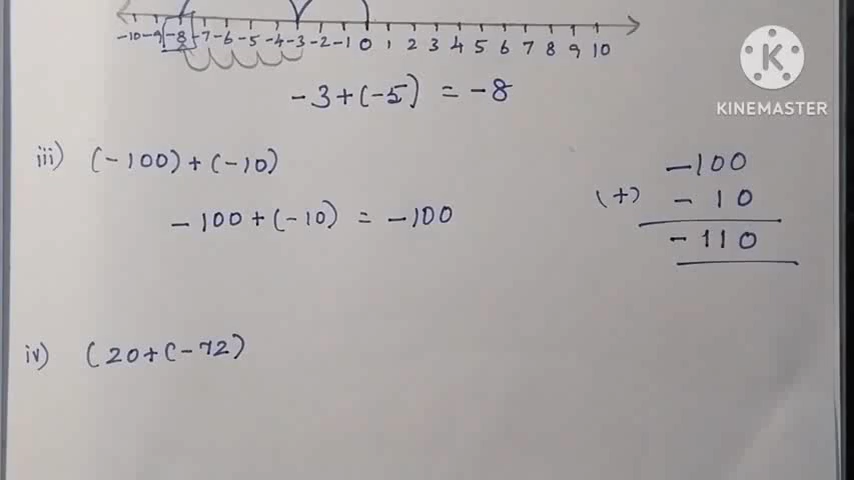 -10 -9 -8 -7 -6 -5 -4 -3 -2 -1 0 1 2 3 4 5 6 7 8 9 10
K
KINEMASTER
-3+(-5) = -8
iii) (-100)+(-10)
-100
-100+(-10) = -100
(+) -10
-110
iv) (20+(-72)